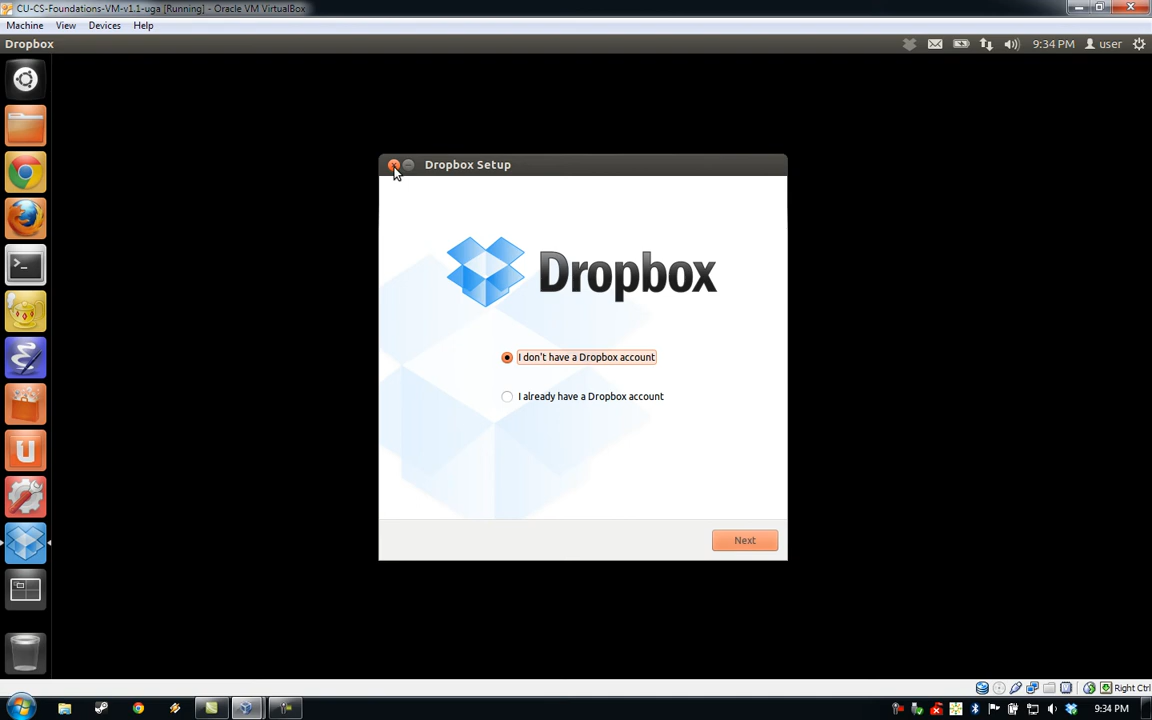 CU-CS-Foundations-VM-v1.1-uga [Running] - Oracle VM VirtualBox
Machine View Devices Help
Dropbox
9:34 PM user
Dropbox Setup
Dropbox
I don't have a Dropbox account
I already have a Dropbox account
Next
Right Ctrl
9:34 PM